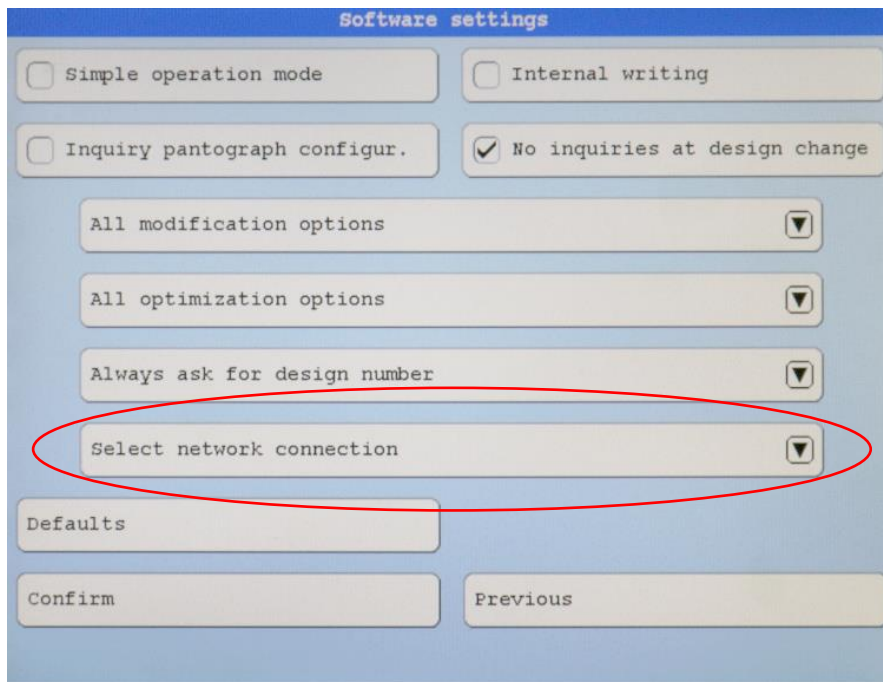 Software settings
Simple operation mode
Internal writing
Inquiry pantograph configur.
No inquiries at design change
All modification options
All optimization options
Always ask for design number
Select network connection
Defaults
Confirm
Previous